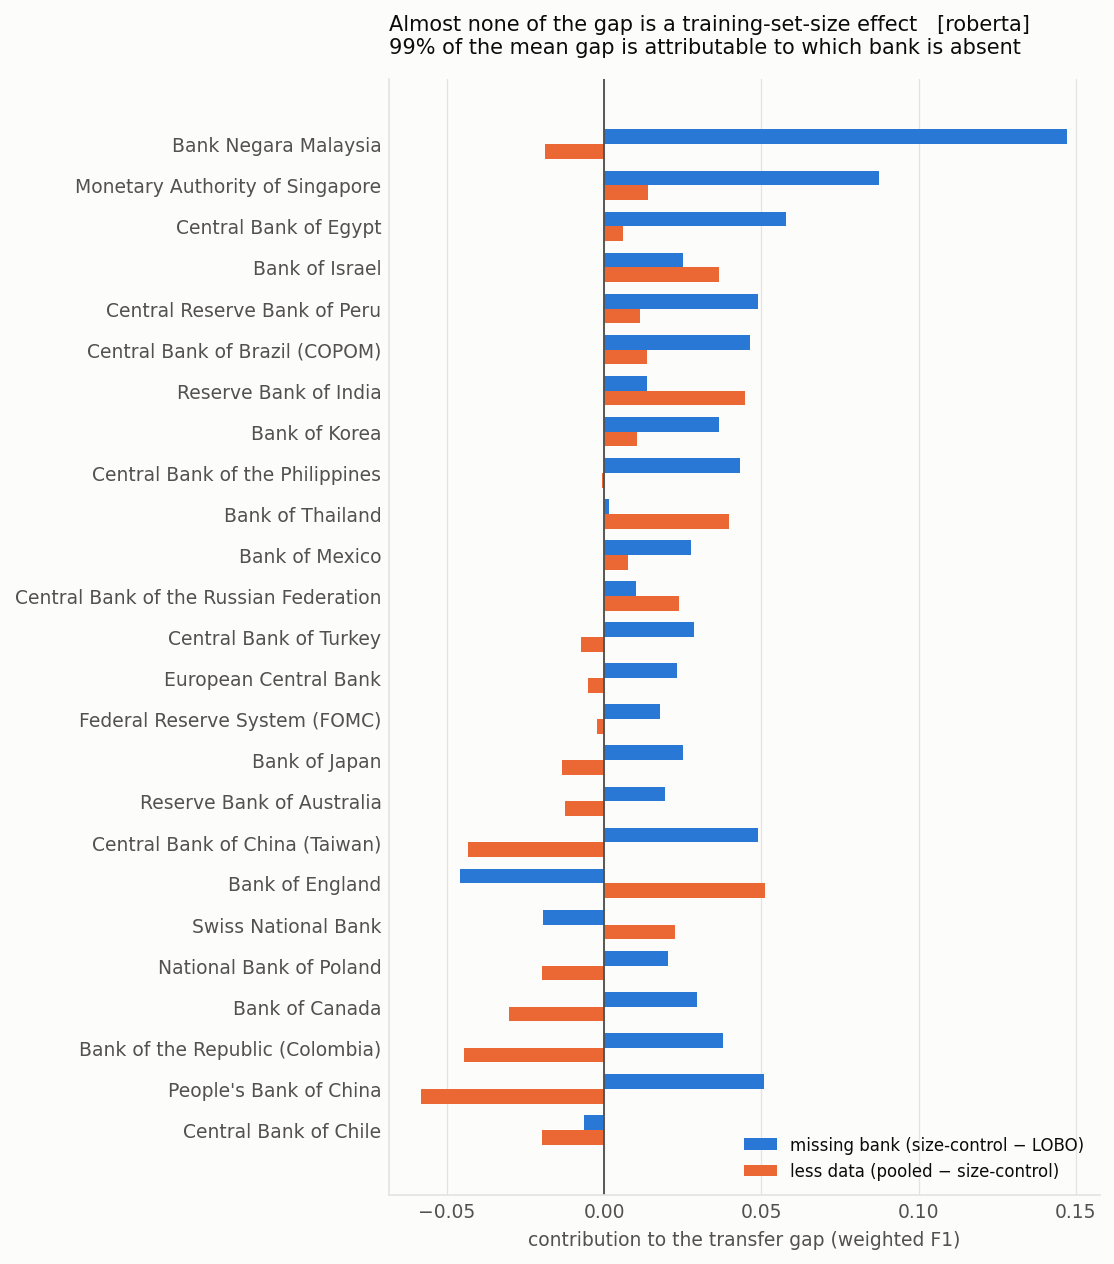 Almost none of the gap is a training-set-size effect   [roberta]
99% of the mean gap is attributable to which bank is absent
Bank Negara Malaysia
Monetary Authority of Singapore
Central Bank of Egypt
Bank of Israel
Central Reserve Bank of Peru
Central Bank of Brazil (COPOM)
Reserve Bank of India
Bank of Korea
Central Bank of the Philippines
Bank of Thailand
Bank of Mexico
Central Bank of the Russian Federation
Central Bank of Turkey
European Central Bank
Federal Reserve System (FOMC)
Bank of Japan
Reserve Bank of Australia
Central Bank of China (Taiwan)
Bank of England
Swiss National Bank
National Bank of Poland
Bank of Canada
Bank of the Republic (Colombia)
People's Bank of China
Central Bank of Chile
missing bank (size-control − LOBO)
less data (pooled − size-control)
−0.05 0.00 0.05 0.10 0.15
contribution to the transfer gap (weighted F1)